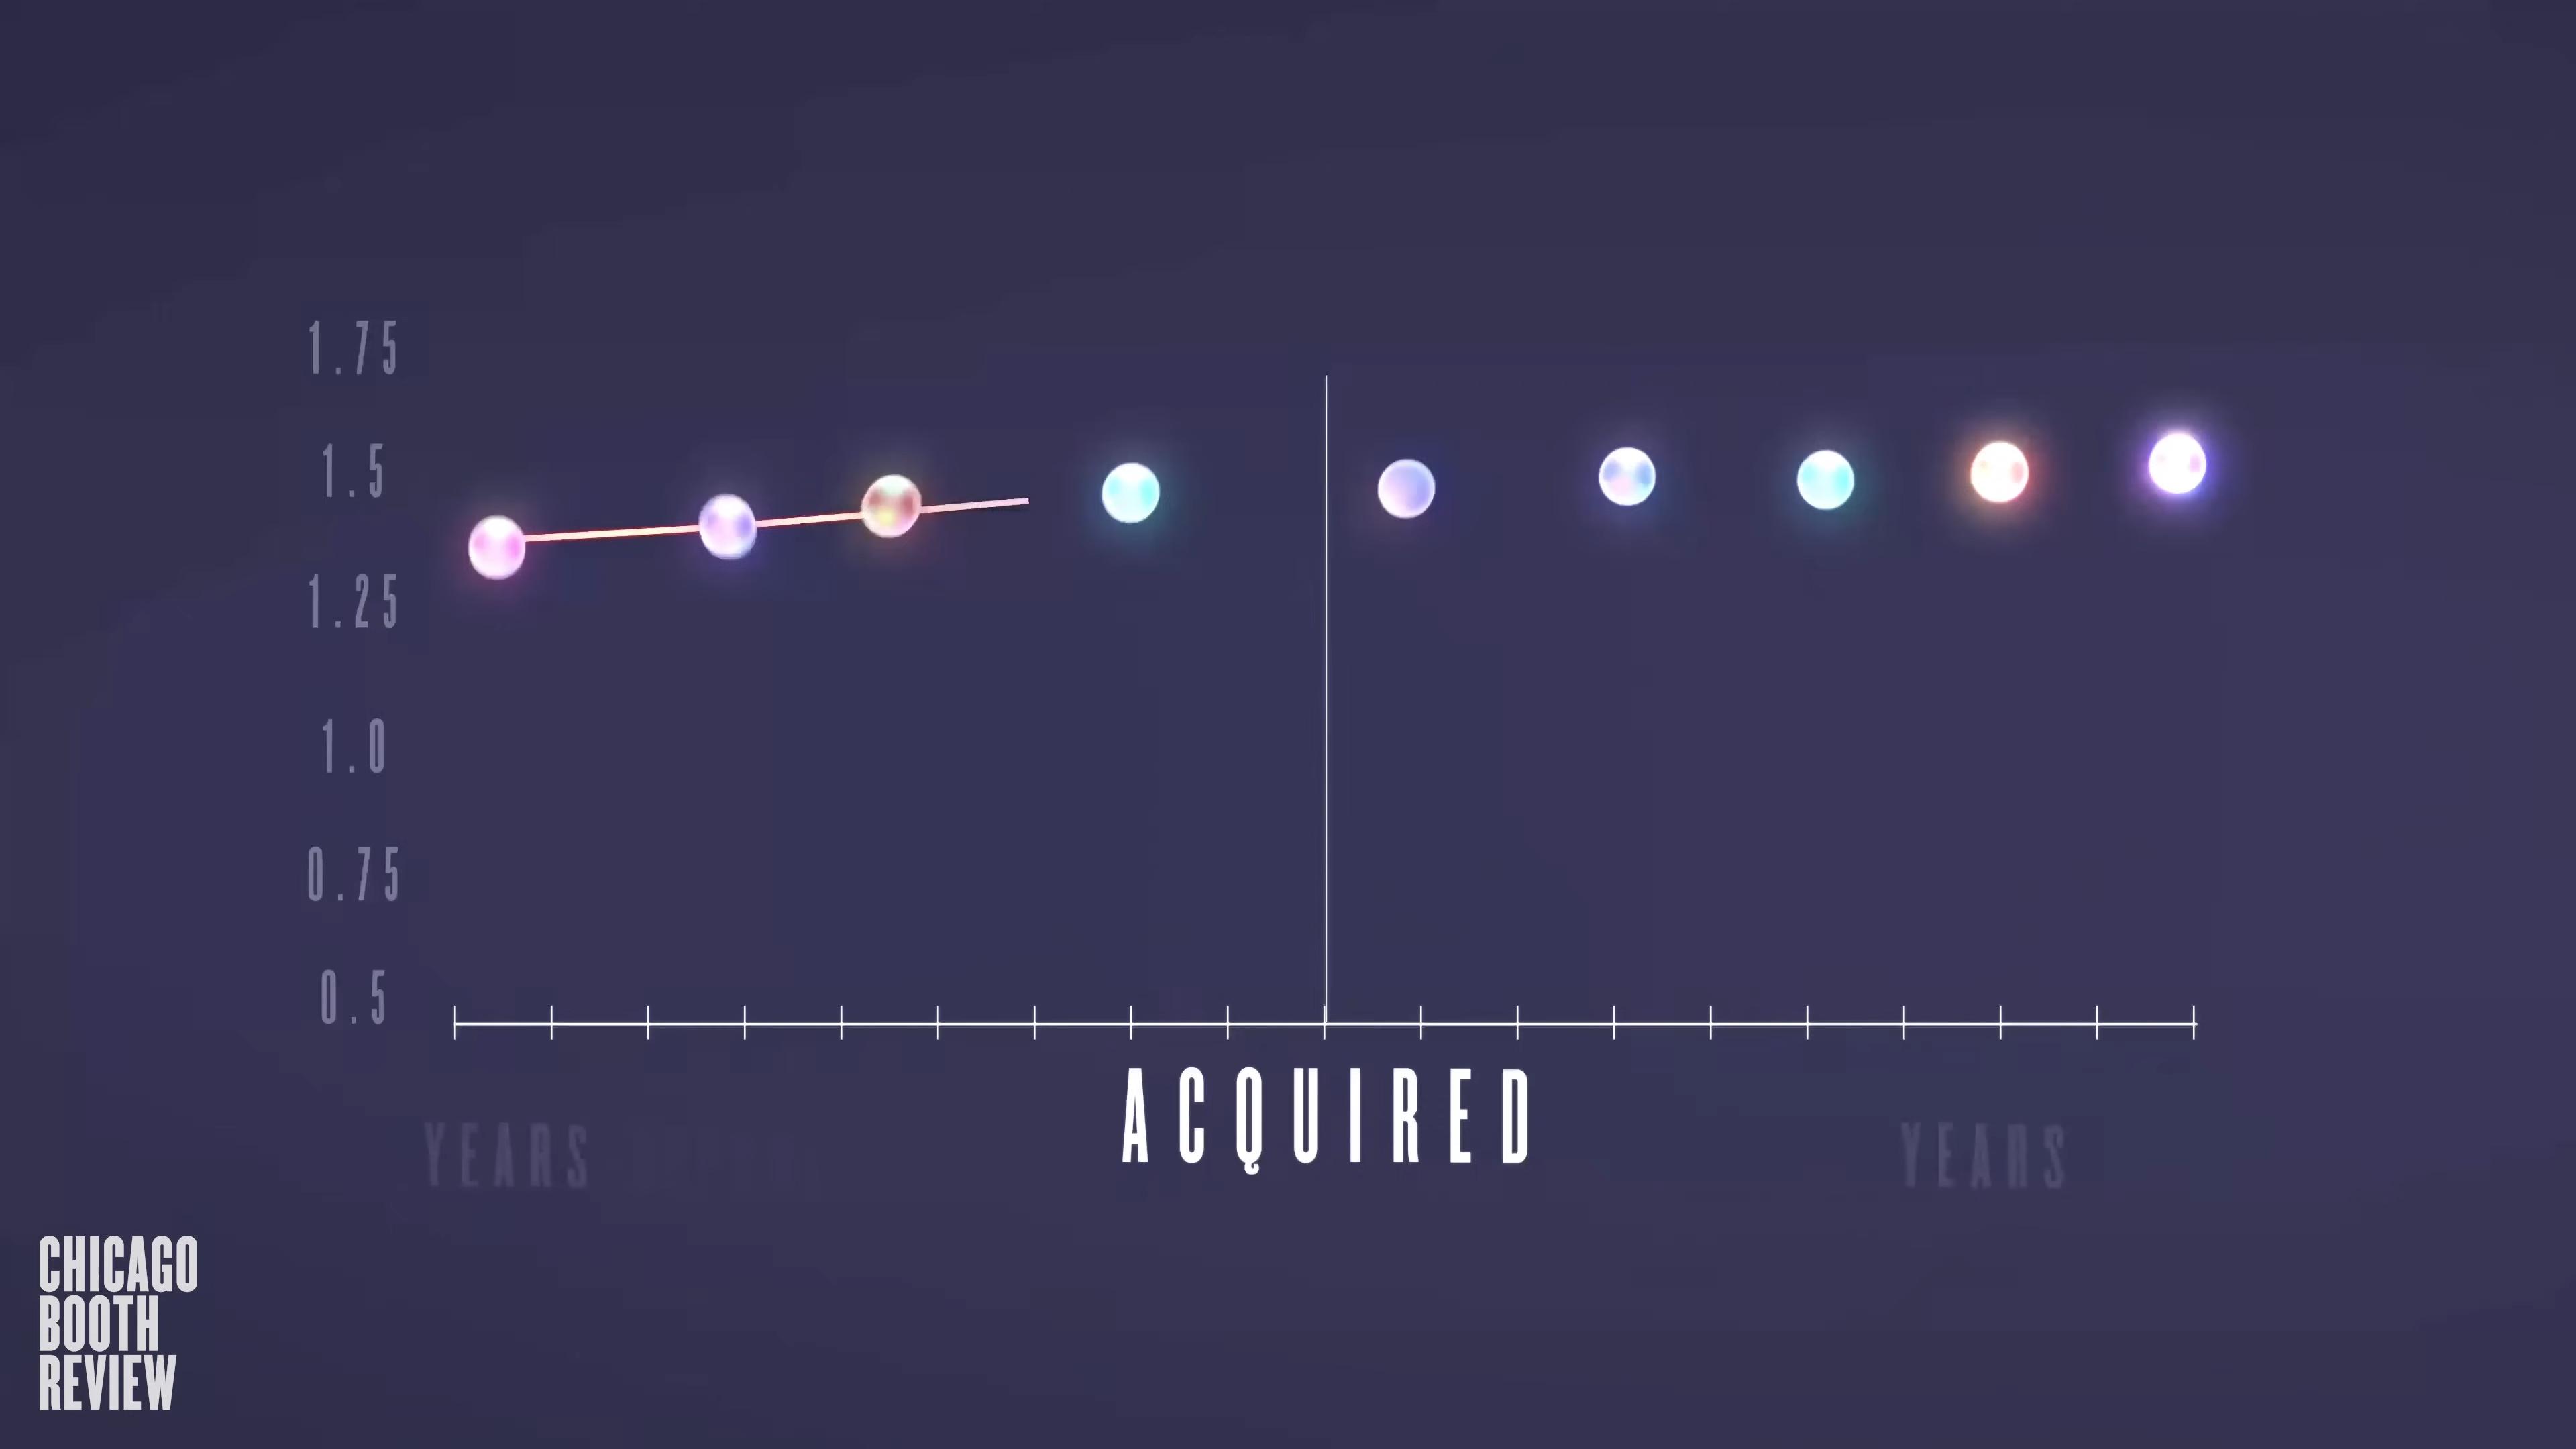 1.75
1.5
1.25
1.0
0.75
0.5
ACQUIRED
YEARS
YEARS
CHICAGO
BOOTH
REVIEW